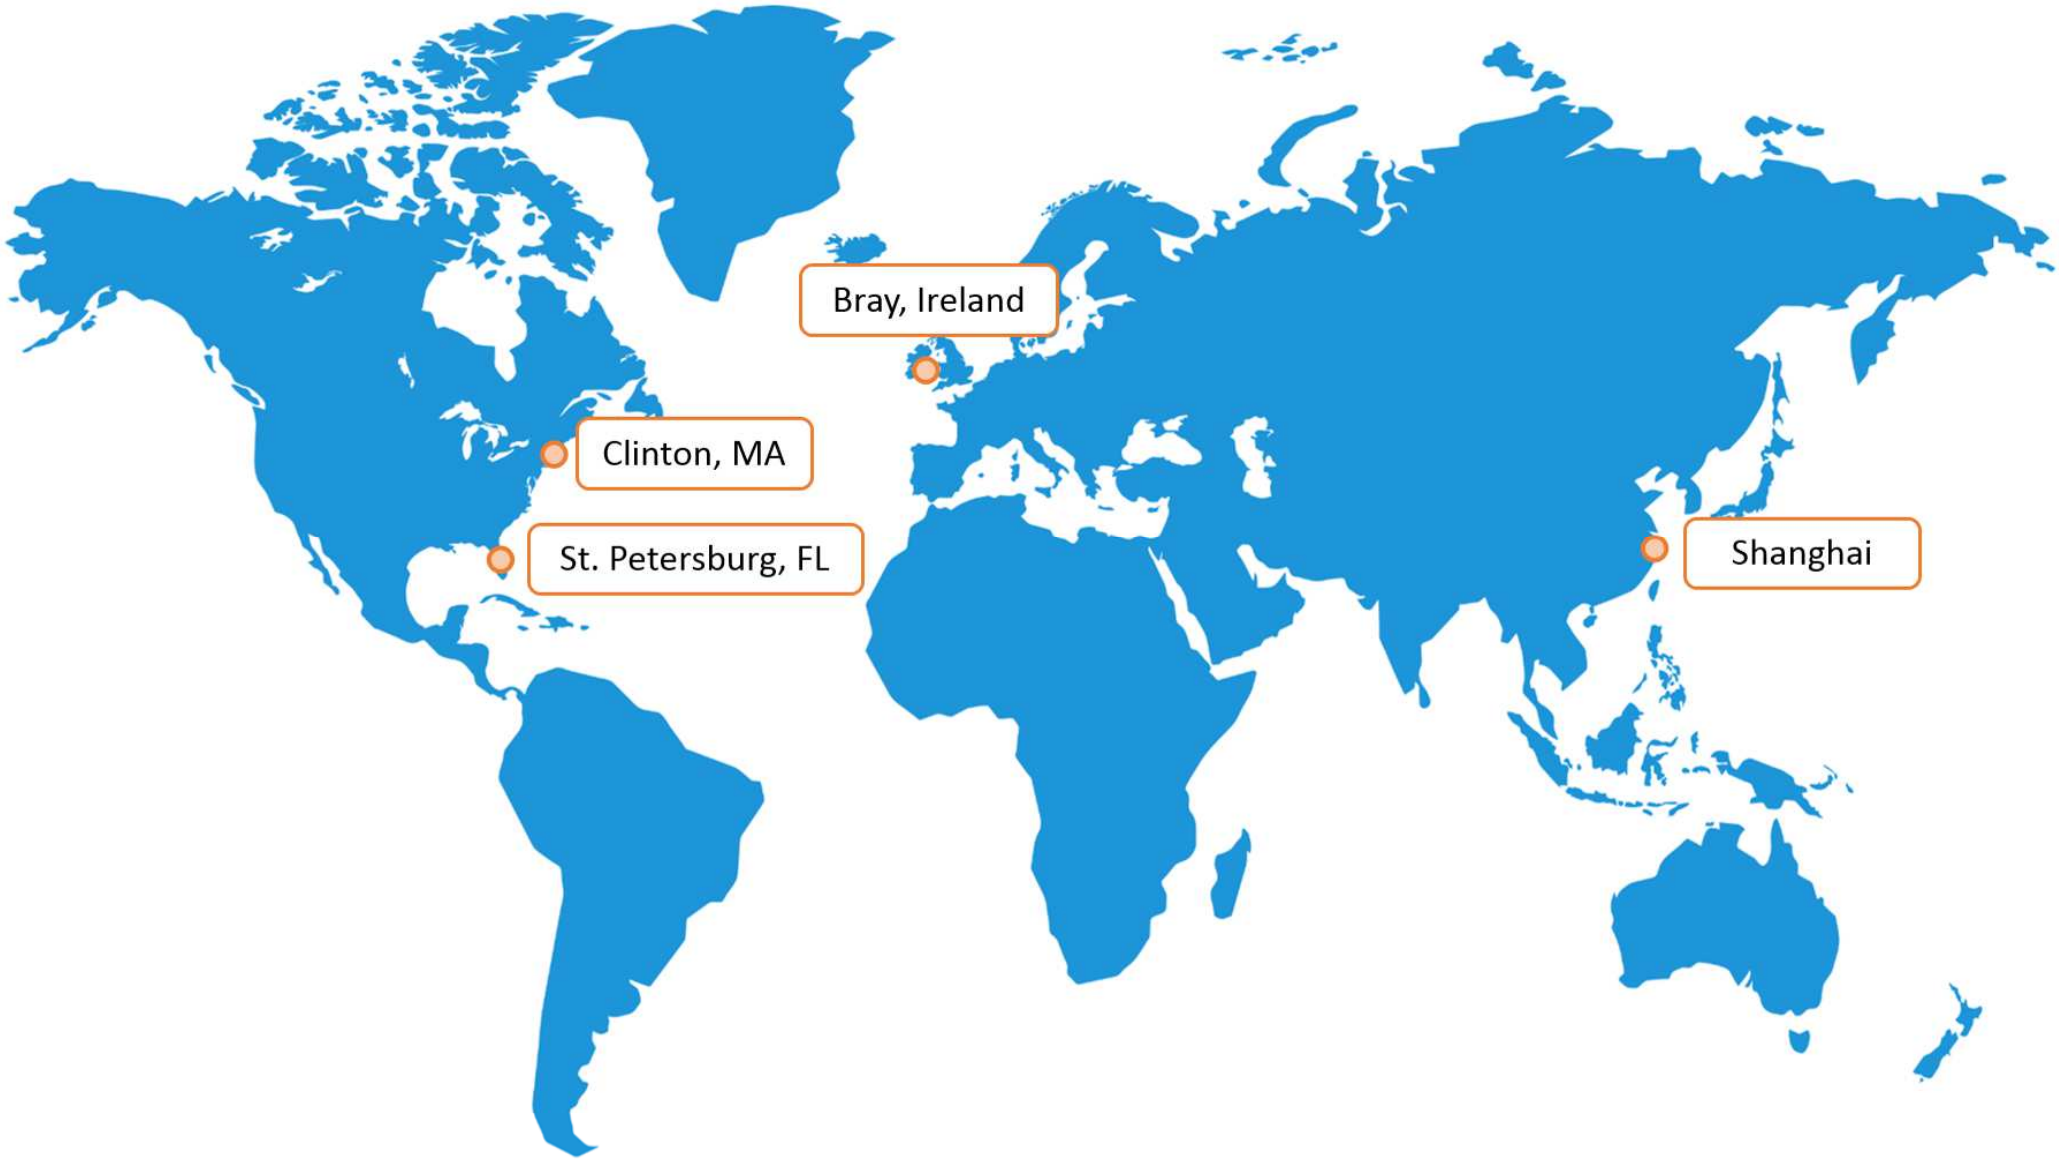 Bray, Ireland
Clinton, MA
St. Petersburg, FL
Shanghai